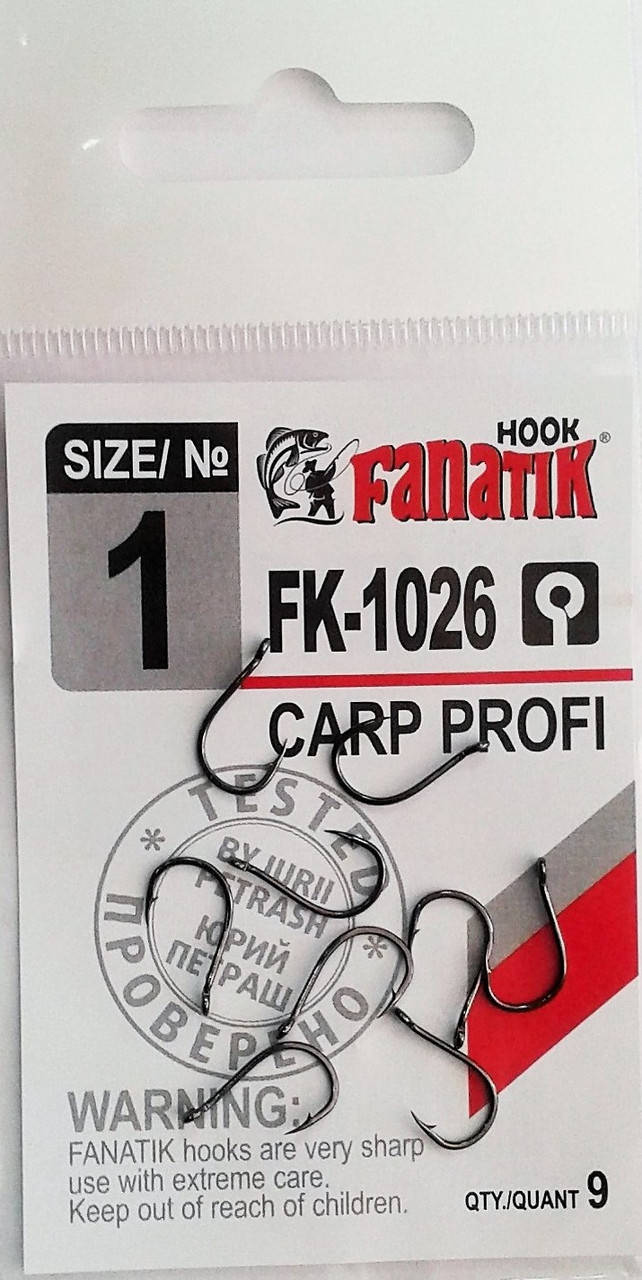 SIZE/ №
1
HOOK
FANATIK®
FK-1026
CARP PROFI
TESTED
BY IURII
PETRASH
ЮРИЙ
ПЕТРАШ
ПРОВЕРЕНО
WARNING:
FANATIK hooks are very sharp
use with extreme care.
Keep out of reach of children.
QTY./QUANT 9